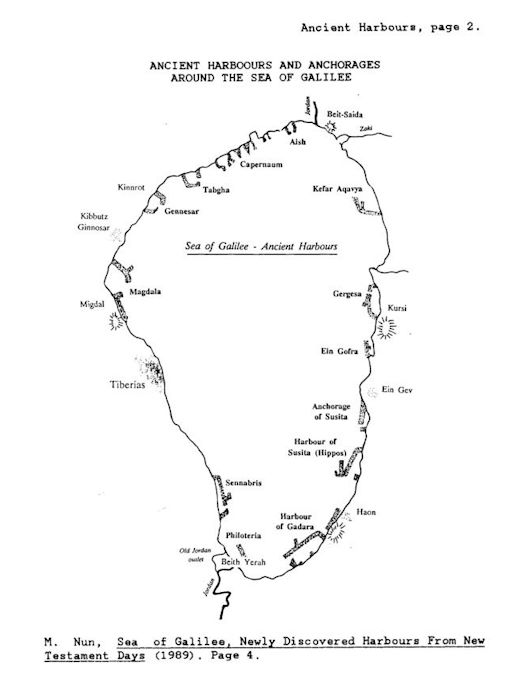 Ancient Harbours, page 2.
ANCIENT HARBOOURS AND ANCHORAGES
AROUND THE SEA OF GALILEE
Jordan
Beit-Saida
Zaki
Aish
Capernaum
Tabgha
Kinnrot
Kefar Aqavya
Gennesar
Kibbutz
Ginnosar
Sea of Galilee - Ancient Harbours
Magdala
Gergesa
Migdal
Kursi
Ein Gofra
Tiberias
Ein Gev
Anchorage
of Susita
Harbour of
Susita (Hippos)
Sennabris
Harbour
of Gadara
Haon
Philoteria
Old Jordan
oulet
Beith Yerah
Jordan
M. Nun, Sea of Galilee, Newly Discovered Harbours From New
Testament Days (1989). Page 4.